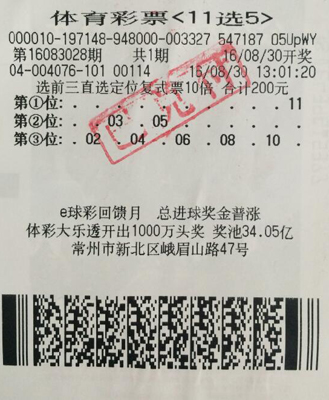 体育彩票<11选5>
000010-197148-948000-003327 547187 05UpWY
第16083028期 共1期 16/08/30开奖
04-004076-101 00114 16/08/30 13:01:20
选前三直选定位复式票10倍 合计200元
第①位: . . . . . . . . . . 11
第②位: . . 03 . 05 . . . . . .
第③位: . 02 . 04 . 06 . 08 . 10 .
已兑付
e球彩回馈月 总进球奖金普涨
体彩大乐透开出1000万头奖 奖池34.05亿
常州市新北区峨眉山路47号